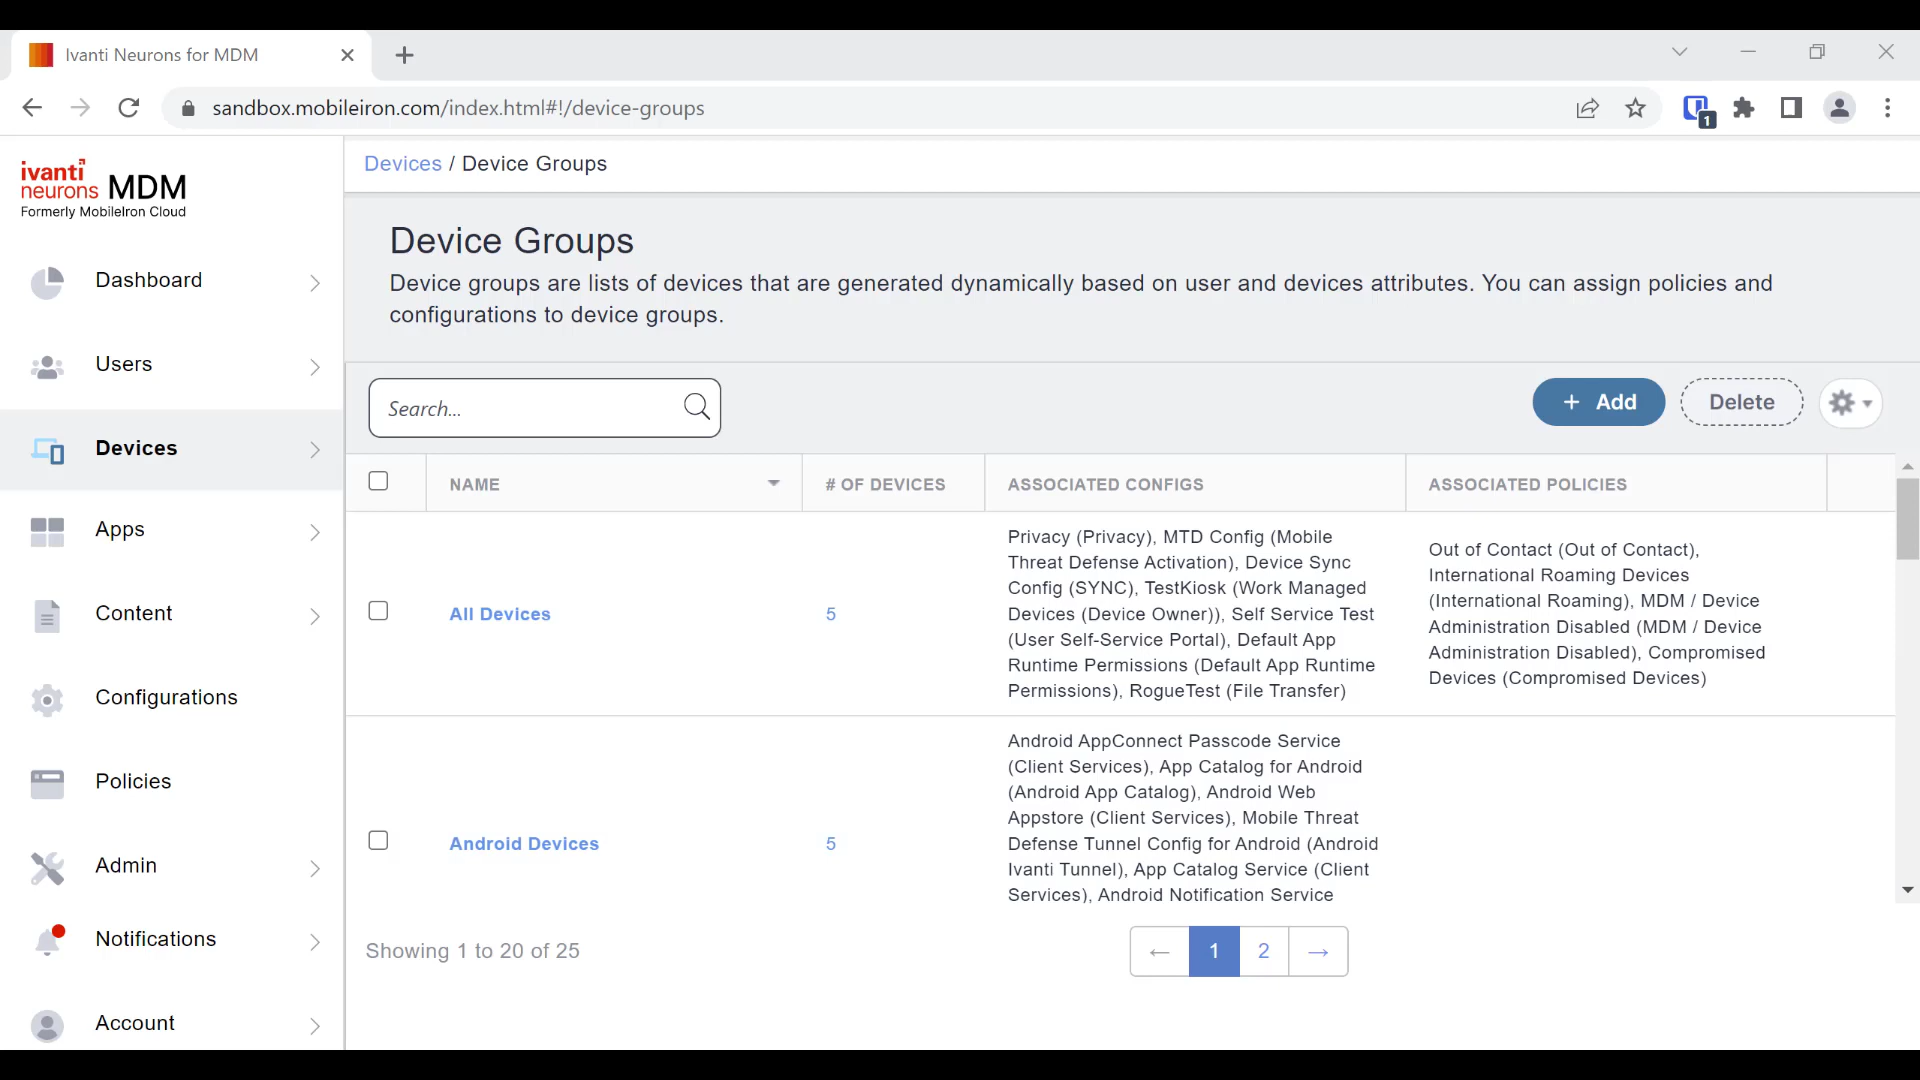 Ivanti Neurons for MDM
sandbox.mobileiron.com/index.html#!/device-groups
1
ivanti
neurons MDM
Formerly MobileIron Cloud
Dashboard
Users
Devices
Apps
Content
Configurations
Policies
Admin
Notifications
Account
Devices / Device Groups
Device Groups
Device groups are lists of devices that are generated dynamically based on user and devices attributes. You can assign policies and
configurations to device groups.
Search...
+ Add
Delete
NAME
# OF DEVICES
ASSOCIATED CONFIGS
ASSOCIATED POLICIES
All Devices
5
Privacy (Privacy), MTD Config (Mobile
Threat Defense Activation), Device Sync
Config (SYNC), TestKiosk (Work Managed
Devices (Device Owner)), Self Service Test
(User Self-Service Portal), Default App
Runtime Permissions (Default App Runtime
Permissions), RogueTest (File Transfer)
Out of Contact (Out of Contact),
International Roaming Devices
(International Roaming), MDM / Device
Administration Disabled (MDM / Device
Administration Disabled), Compromised
Devices (Compromised Devices)
Android Devices
5
Android AppConnect Passcode Service
(Client Services), App Catalog for Android
(Android App Catalog), Android Web
Appstore (Client Services), Mobile Threat
Defense Tunnel Config for Android (Android
Ivanti Tunnel), App Catalog Service (Client
Services), Android Notification Service
Showing 1 to 20 of 25
← 1 2 →